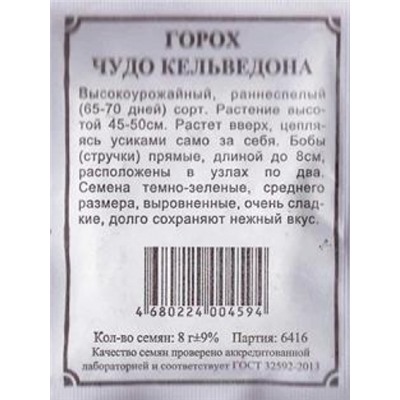 ГОРОХ
ЧУДО КЕЛЬВЕДОНА
Высокоурожайный, раннеспелый
(65-70 дней) сорт. Растение высо-
той 45-50см. Растет вверх, цепля-
ясь усиками само за себя. Бобы
(стручки) прямые, длиной до 8см,
расположены в узлах по два.
Семена темно-зеленые, среднего
размера, выровненные, очень слад-
кие, долго сохраняют нежный вкус.
4 680224 004594
Кол-во семян: 8 г±9% Партия: 6416
Качество семян проверено аккредитованной
лабораторией и соответствует ГОСТ 32592-2013